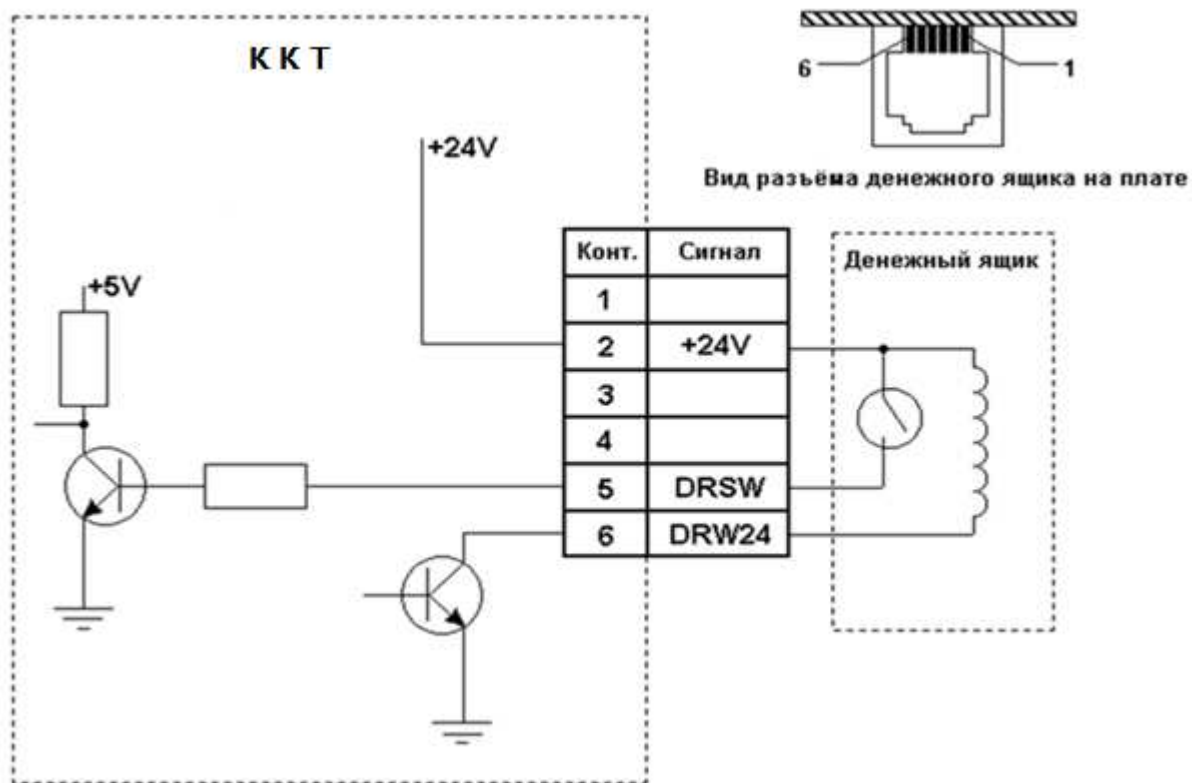 ККТ
6
1
Вид разъёма денежного ящика на плате
+24V
+5V
Конт. Сигнал
1
2 +24V
3
4
5 DRSW
6 DRW24
Денежный ящик